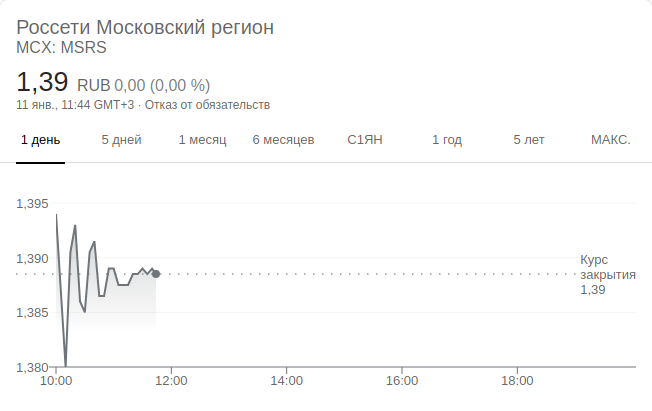 Россети Московский регион
MCX: MSRS
1,39 RUB 0,00 (0,00 %)
11 янв., 11:44 GMT+3 · Отказ от обязательств
1 день 5 дней 1 месяц 6 месяцев С1ЯН 1 год 5 лет МАКС.
1,395
1,390
1,385
1,380
Курс
закрытия
1,39
10:00 12:00 14:00 16:00 18:00